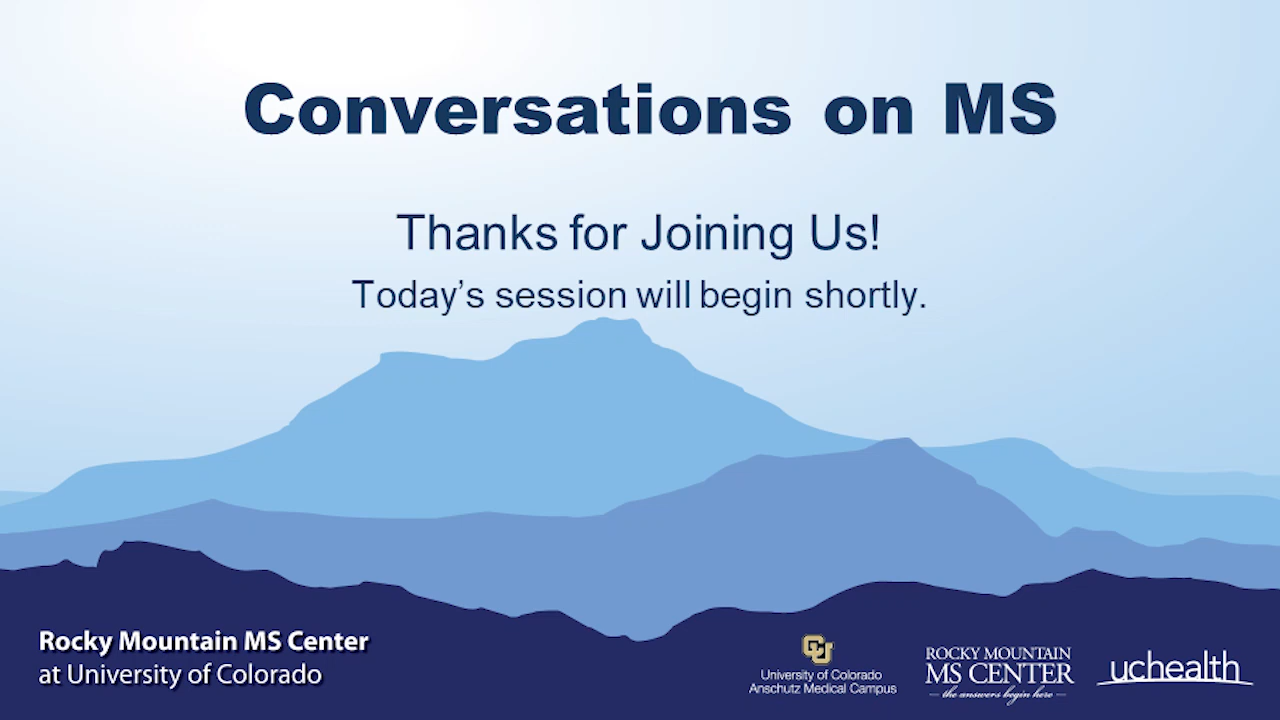 Conversations on MS
Thanks for Joining Us!
Today’s session will begin shortly.
Rocky Mountain MS Center
at University of Colorado
CU
University of Colorado
Anschutz Medical Campus
ROCKY MOUNTAIN
MS CENTER
the answers begin here
uchealth